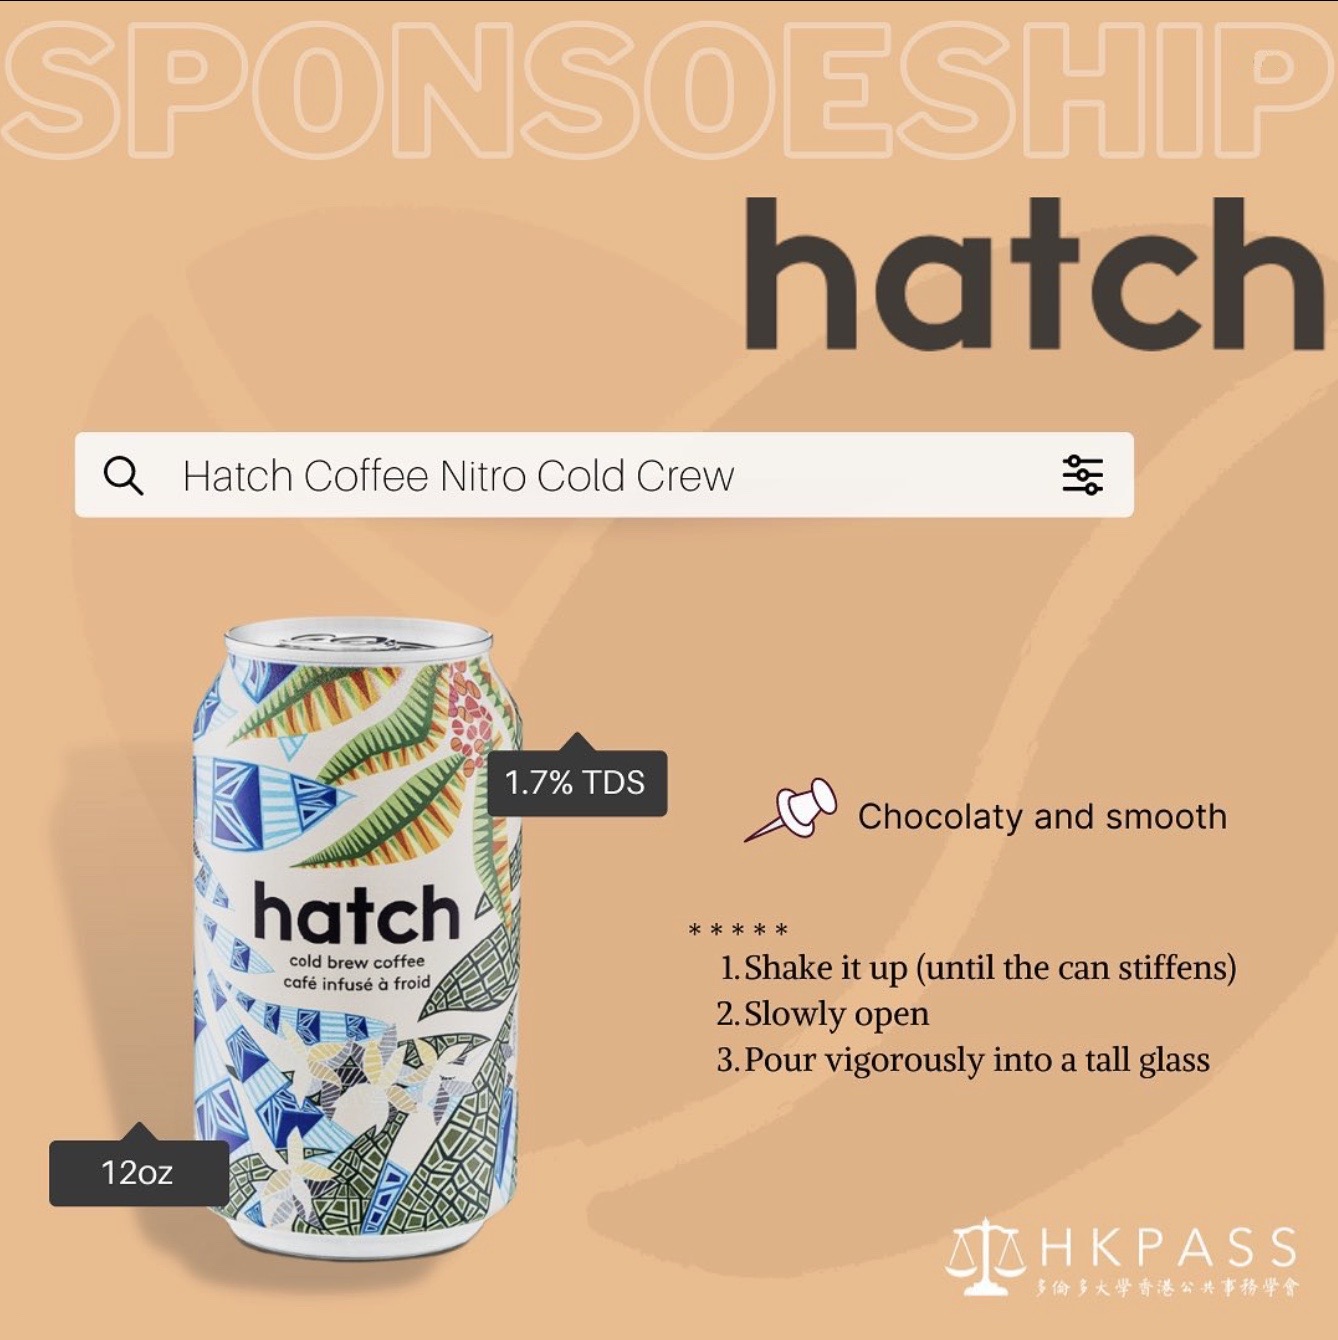 SPONSOESHIP
hatch
Hatch Coffee Nitro Cold Crew
1.7% TDS
Chocolaty and smooth
hatch
cold brew coffee
café infusé à froid
*****
1. Shake it up (until the can stiffens)
2. Slowly open
3. Pour vigorously into a tall glass
12oz
HKPASS
多倫多大學香港公共事務學會